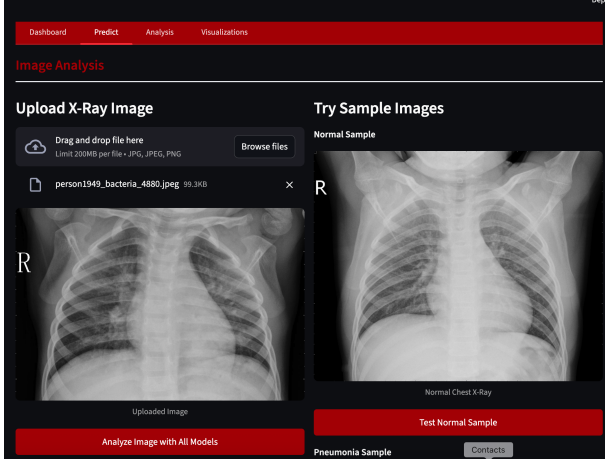 Dep
Dashboard Predict Analysis Visualizations
Image Analysis
Upload X-Ray Image
Drag and drop file here
Limit 200MB per file • JPG, JPEG, PNG
Browse files
person1949_bacteria_4880.jpeg 99.3KB
R
Uploaded Image
Analyze Image with All Models
Try Sample Images
Normal Sample
R
Normal Chest X-Ray
Test Normal Sample
Pneumonia Sample
Contacts